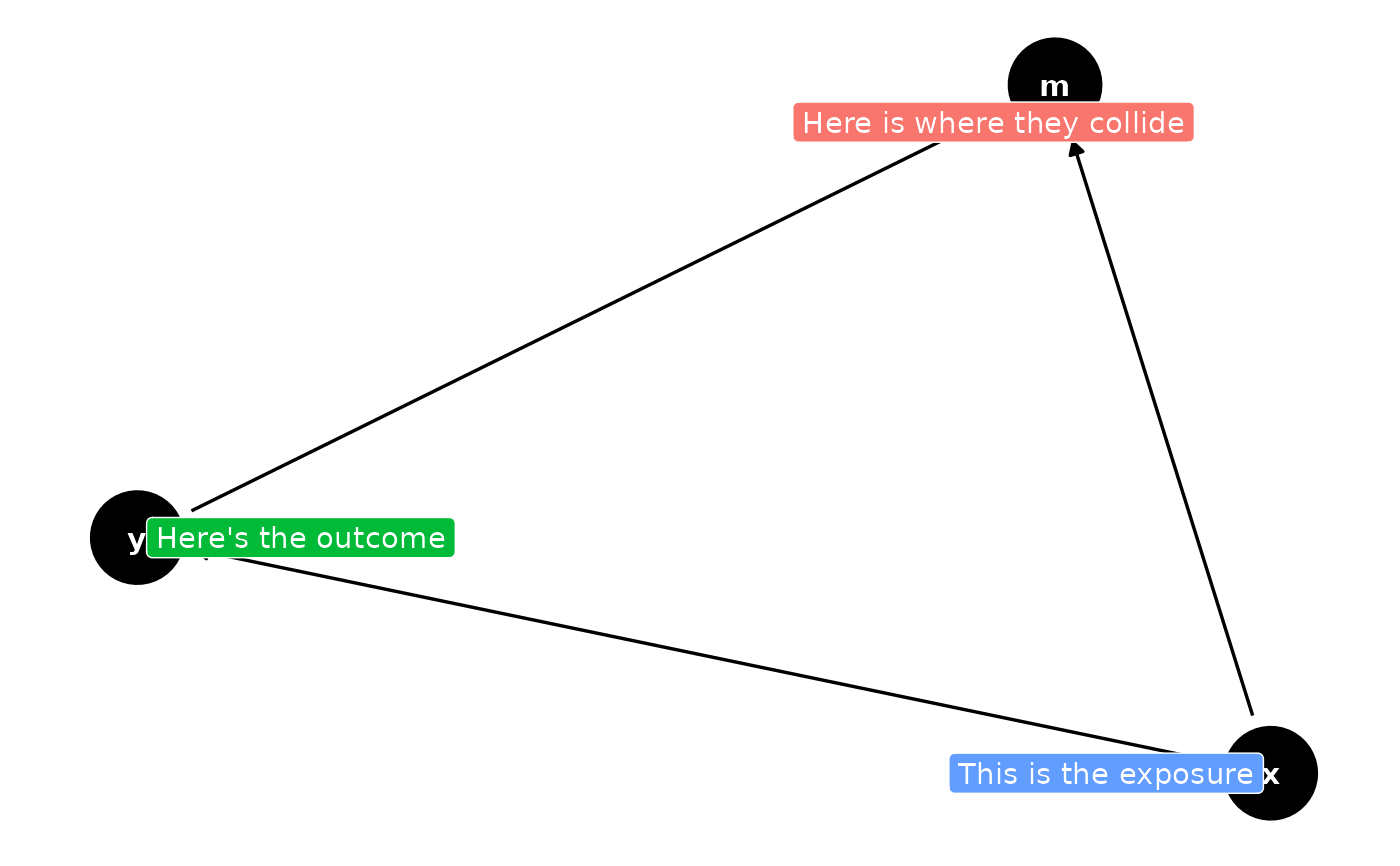 m
Here is where they collide
y
Here's the outcome
This is the exposure
x